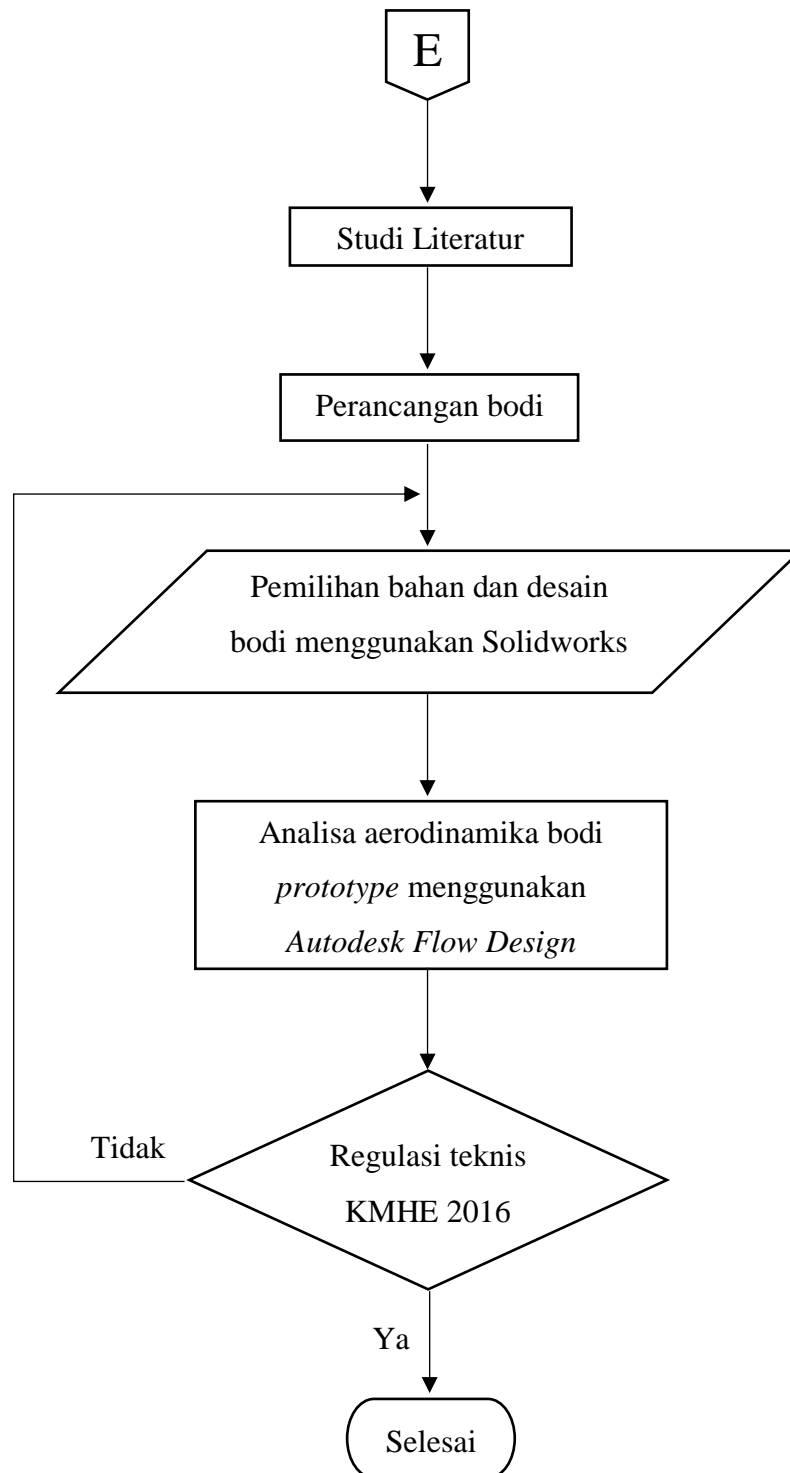 E
Studi Literatur
Perancangan bodi
Pemilihan bahan dan desain
bodi menggunakan Solidworks
Analisa aerodinamika bodi
prototype menggunakan
Autodesk Flow Design
Tidak
Regulasi teknis
KMHE 2016
Ya
Selesai